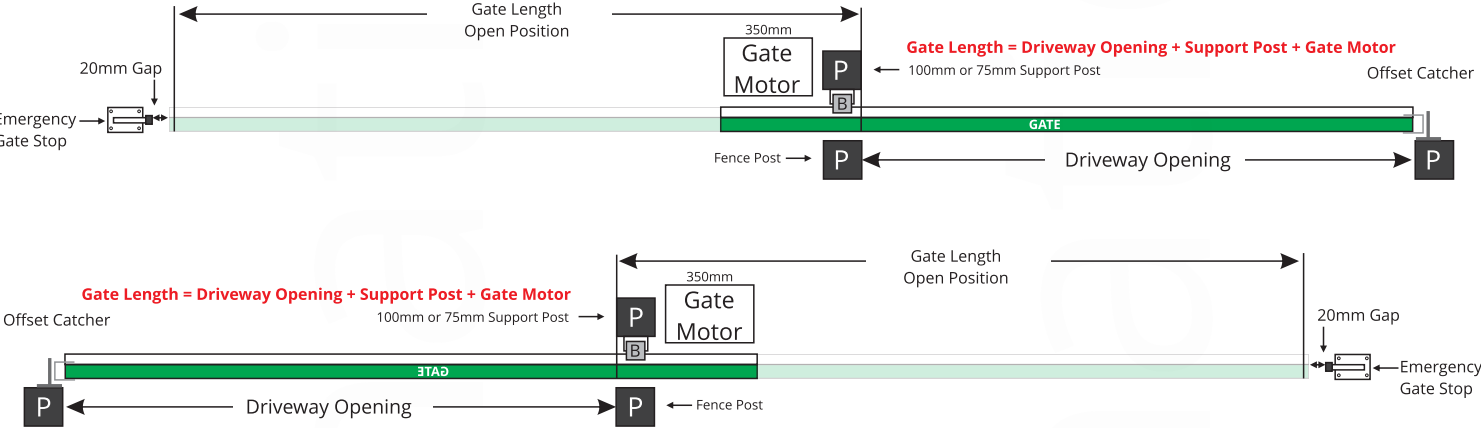 Gate Length
Open Position
350mm
Gate
Motor
P
Gate Length = Driveway Opening + Support Post + Gate Motor
100mm or 75mm Support Post
Offset Catcher
20mm Gap
B
Emergency
Gate Stop
GATE
Fence Post
P
Driveway Opening
P
Gate Length
Open Position
350mm
Gate Length = Driveway Opening + Support Post + Gate Motor
P
Gate
Motor
Offset Catcher
100mm or 75mm Support Post
20mm Gap
B
GATE
Emergency
Gate Stop
P
Driveway Opening
P
Fence Post